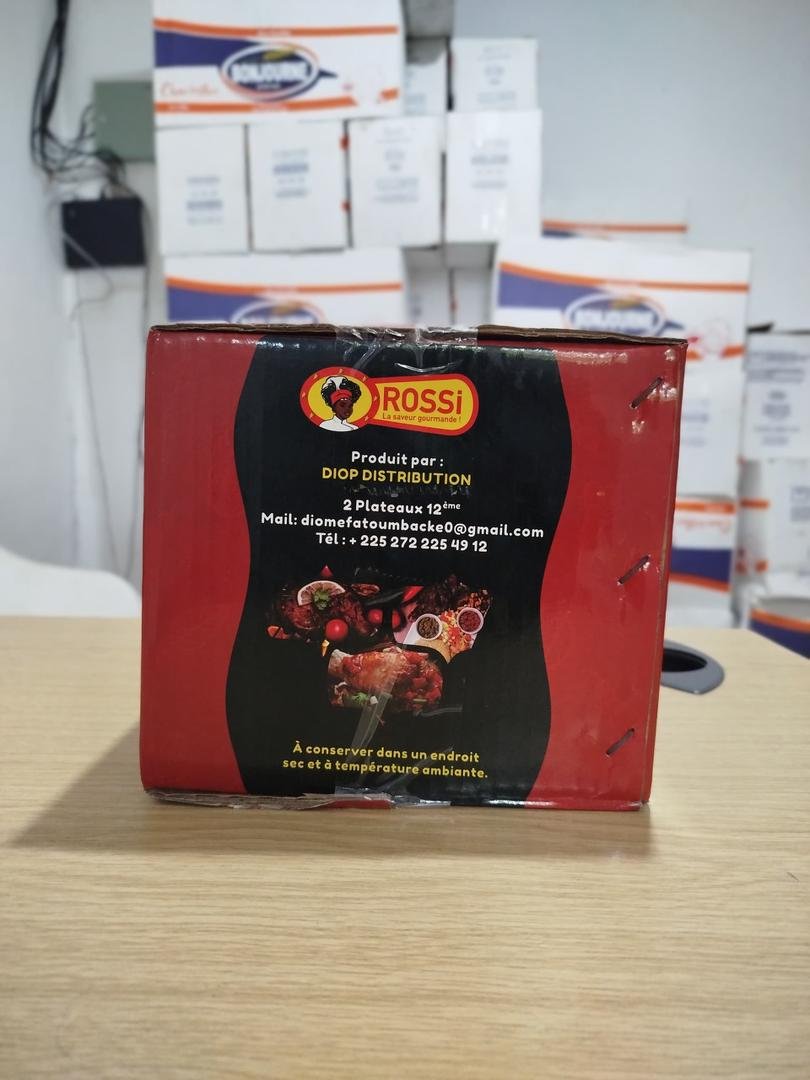 BONJOURNE
ROSSi
La saveur gourmande !
Produit par :
DIOP DISTRIBUTION
2 Plateaux 12ème
Mail: diomefatoumbacke0@gmail.com
Tél : + 225 272 225 49 12
À conserver dans un endroit
sec et à température ambiante.